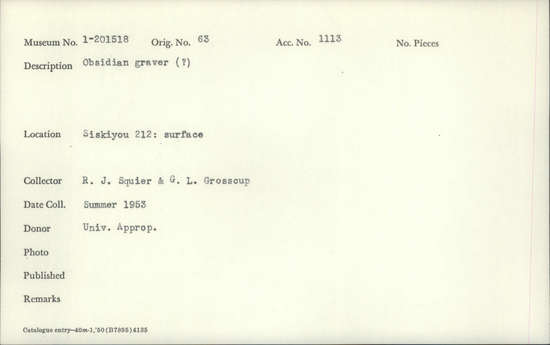 Museum No. 1-201518 Orig. No. 63 Acc. No. 1113 No. Pieces
Description Obsidian graver (?)
Location Siskiyou 212: surface
Collector R. J. Squier & G. L. Grosscup
Date Coll. Summer 1953
Donor Univ. Approp.
Photo
Published
Remarks
Catalogue entry—40m-1,'50 (B7895) 4135